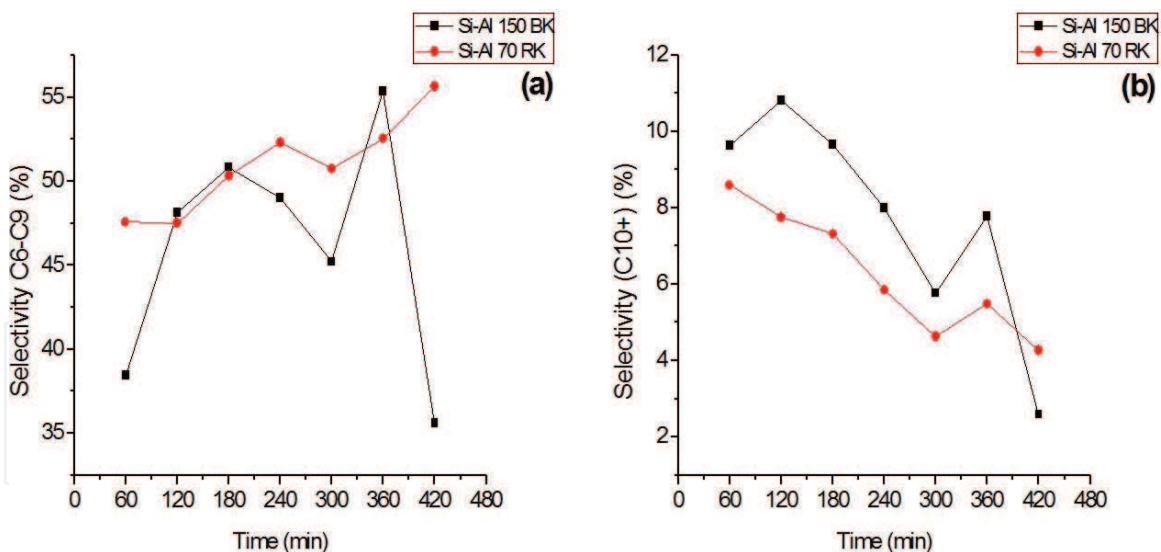 Si-Al 150 BK
Si-Al 70 RK
(a)
55
50
45
40
35
Selectivity C6-C9 (%)
0 60 120 180 240 300 360 420 480
Time (min)
Si-Al 150 BK
Si-Al 70 RK
(b)
12
10
8
6
4
2
Selectivity (C10+) (%)
0 60 120 180 240 300 360 420 480
Time (min)